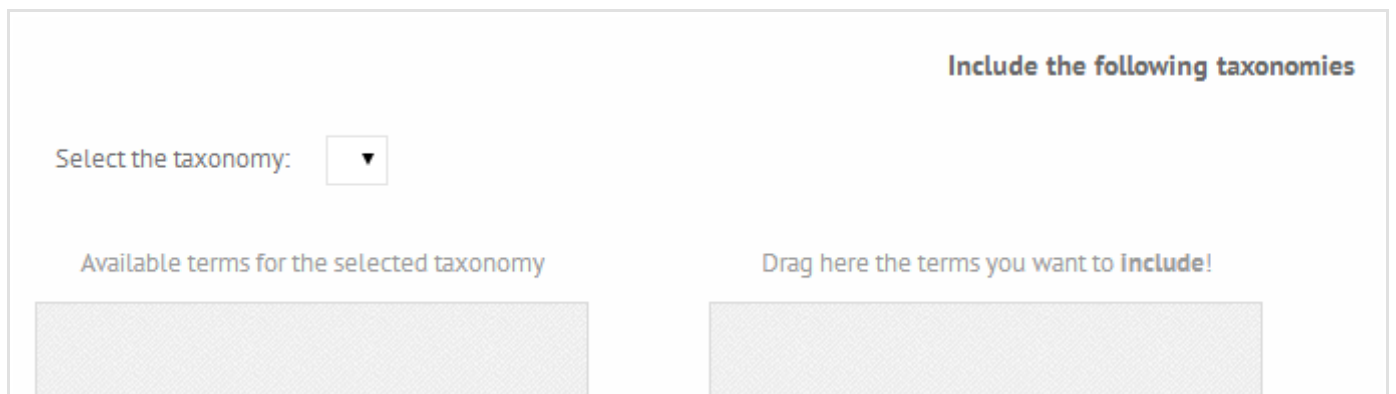 Include the following taxonomies
Select the taxonomy:
Available terms for the selected taxonomy
Drag here the terms you want to include!